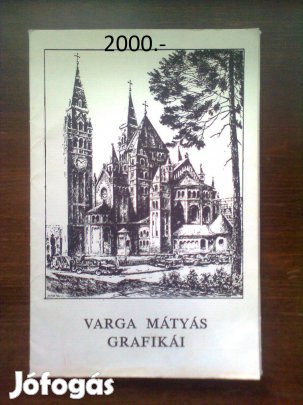 2000.-
VARGA MÁTYÁS
GRAFIKÁI
Jófogás